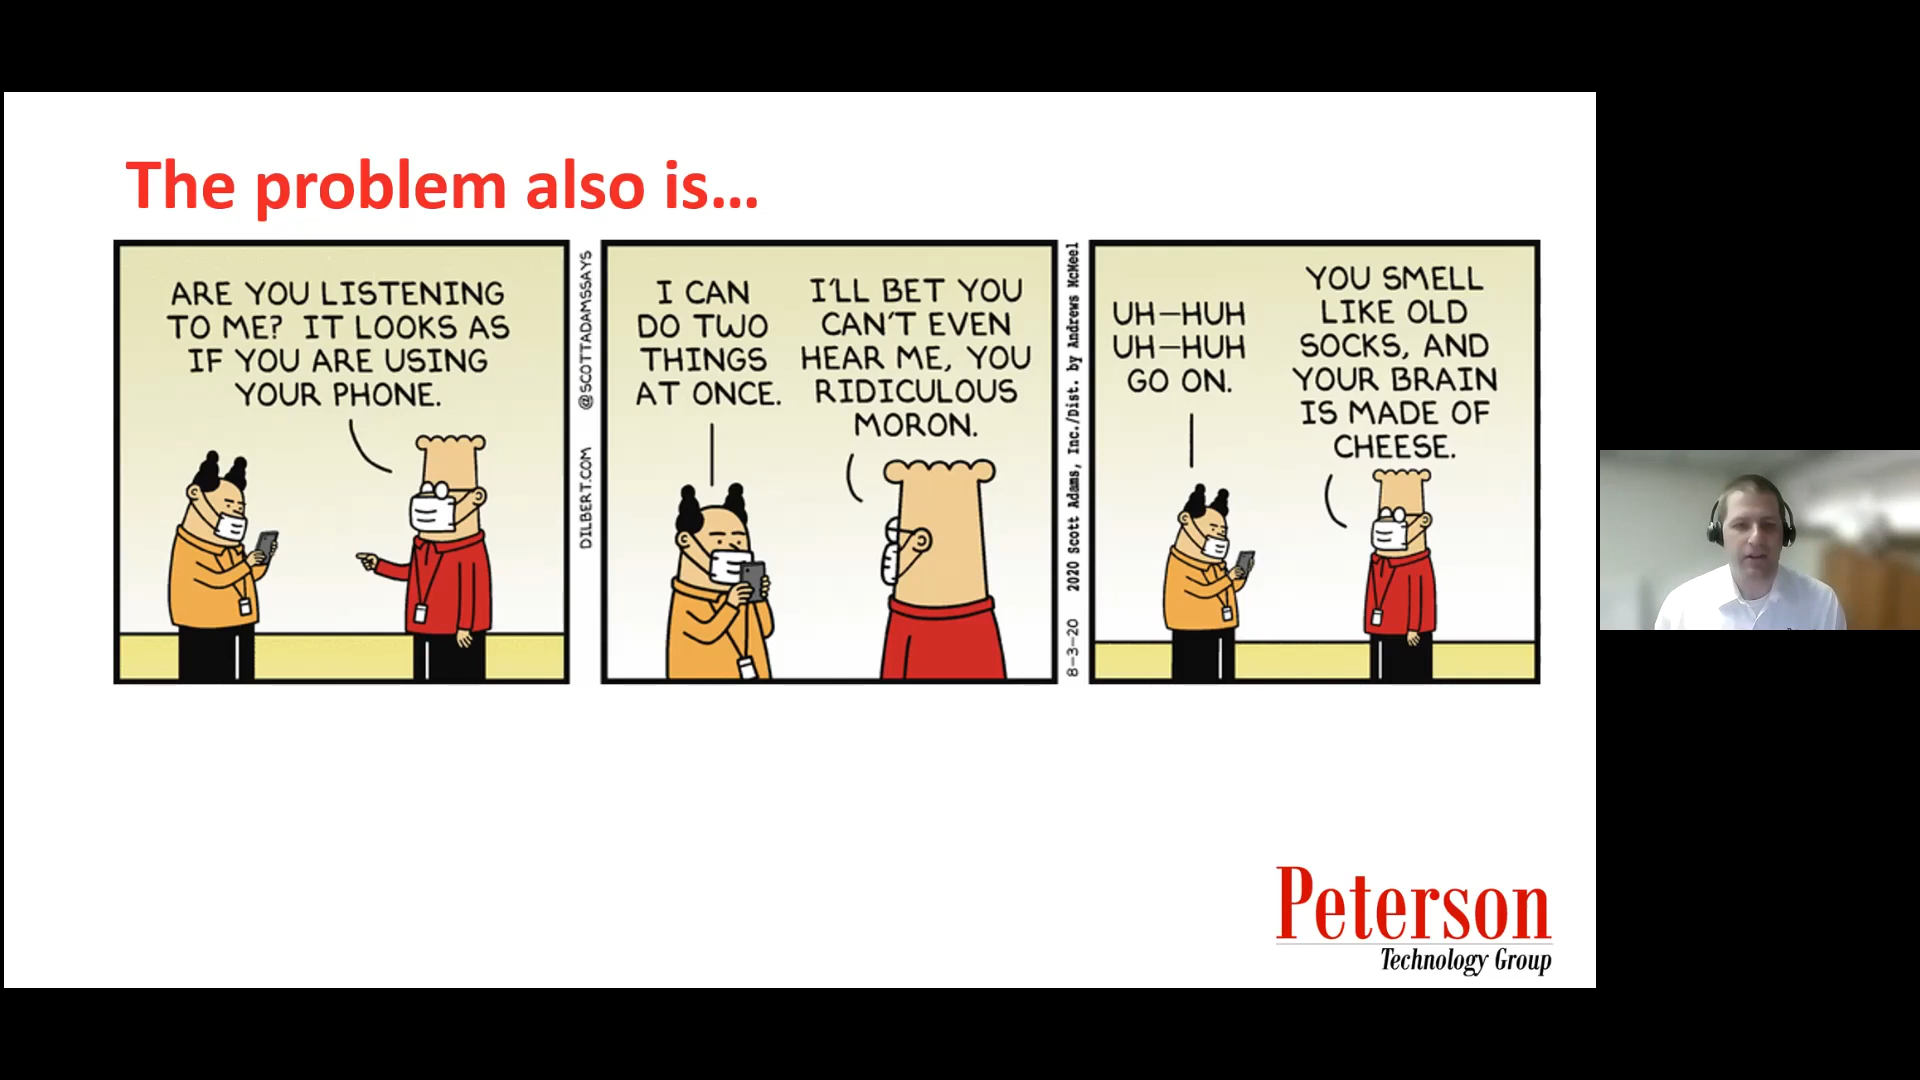 The problem also is...
ARE YOU LISTENING
TO ME? IT LOOKS AS
IF YOU ARE USING
YOUR PHONE.
DILBERT.COM @SCOTTADAMSSAYS
I CAN
DO TWO
THINGS
AT ONCE.
I'LL BET YOU
CAN'T EVEN
HEAR ME, YOU
RIDICULOUS
MORON.
8-3-20 2020 Scott Adams, Inc./Dist. by Andrews McMeel
UH-HUH
UH-HUH
GO ON.
YOU SMELL
LIKE OLD
SOCKS, AND
YOUR BRAIN
IS MADE OF
CHEESE.
Peterson
Technology Group